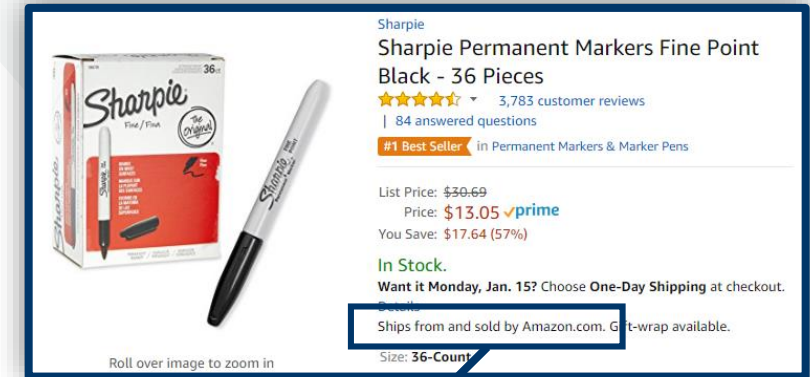 36ct
Sharpie
Fine / Fins
The
Original
Sharpie
Roll over image to zoom in
Sharpie
Sharpie Permanent Markers Fine Point
Black - 36 Pieces
3,783 customer reviews
| 84 answered questions
#1 Best Seller in Permanent Markers & Marker Pens
List Price: $30.69
Price: $13.05 prime
You Save: $17.64 (57%)
In Stock.
Want it Monday, Jan. 15? Choose One-Day Shipping at checkout.
Details
Ships from and sold by Amazon.com. Gift-wrap available.
Size: 36-Count